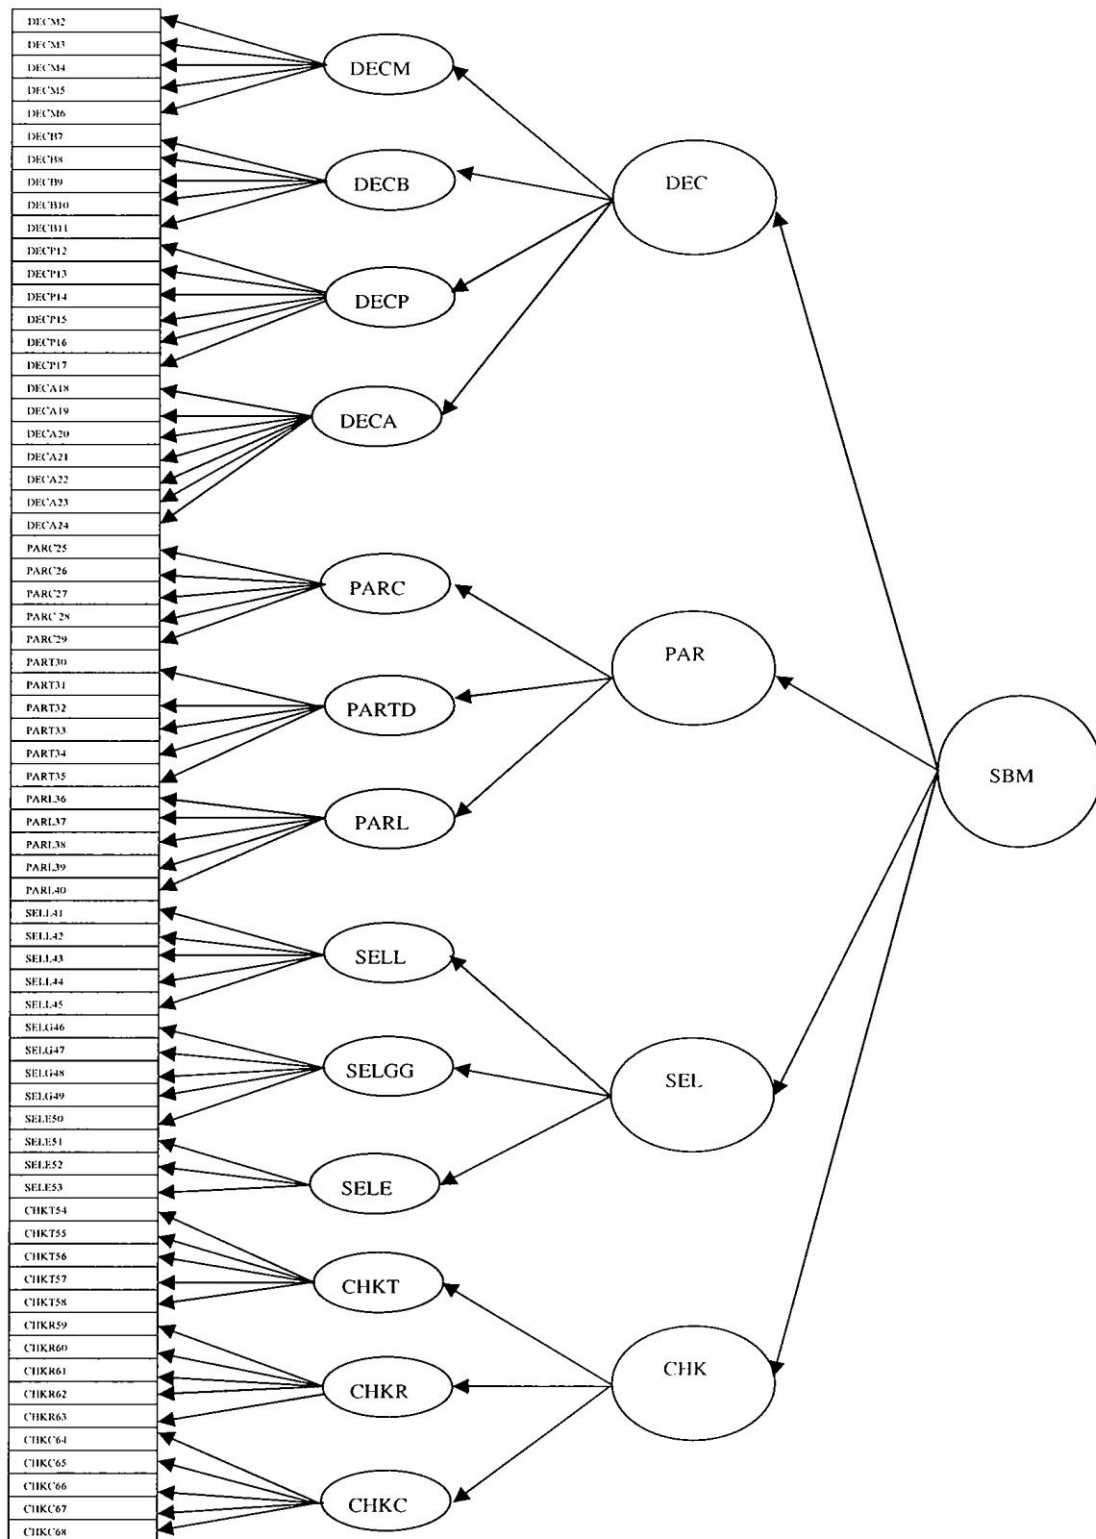 DECM2
DECM3
DECM4
DECM5
DECM6
DECB7
DECB8
DECB9
DECB10
DECB11
DECP12
DECP13
DECP14
DECP15
DECP16
DECP17
DECA18
DECA19
DECA20
DECA21
DECA22
DECA23
DECA24
PARC25
PARC26
PARC27
PARC28
PARC29
PART30
PART31
PART32
PART33
PART34
PART35
PARL36
PARL37
PARL38
PARL39
PARL40
SELL41
SELL42
SELL43
SELL44
SELL45
SELG46
SELG47
SELG48
SELG49
SELE50
SELE51
SELE52
SELE53
CHKT54
CHKT55
CHKT56
CHKT57
CHKT58
CHKR59
CHKR60
CHKR61
CHKR62
CHKR63
CHKC64
CHKC65
CHKC66
CHKC67
CHKC68
DECM
DECB
DECP
DECA
PARC
PARTD
PARL
SELL
SELGG
SELE
CHKT
CHKR
CHKC
DEC
PAR
SEL
CHK
SBM